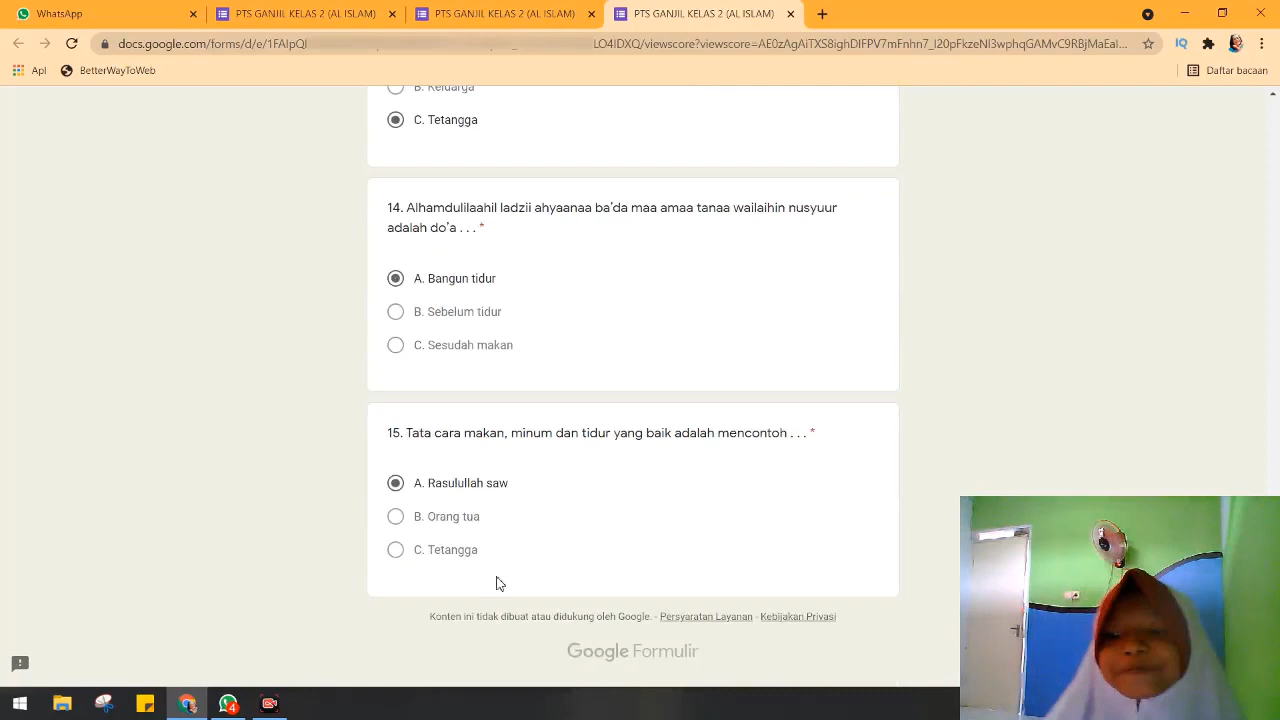 WhatsApp
PTS GANJIL KELAS 2 (AL ISLAM)
PTS GANJIL KELAS 2 (AL ISLAM)
PTS GANJIL KELAS 2 (AL ISLAM)
docs.google.com/forms/d/e/1FAIpQl
Apl
BetterWayToWeb
Daftar bacaan
B. Keluarga
C. Tetangga
14. Alhamdulilaahil ladzii ahyaanaa ba'da maa amaa tanaa wailaihin nusyuur
adalah do'a . . . *
A. Bangun tidur
B. Sebelum tidur
C. Sesudah makan
15. Tata cara makan, minum dan tidur yang baik adalah mencontoh . . . *
A. Rasulullah saw
B. Orang tua
C. Tetangga
Konten ini tidak dibuat atau didukung oleh Google. - Persyaratan Layanan - Kebijakan Privasi
Google Formulir
4